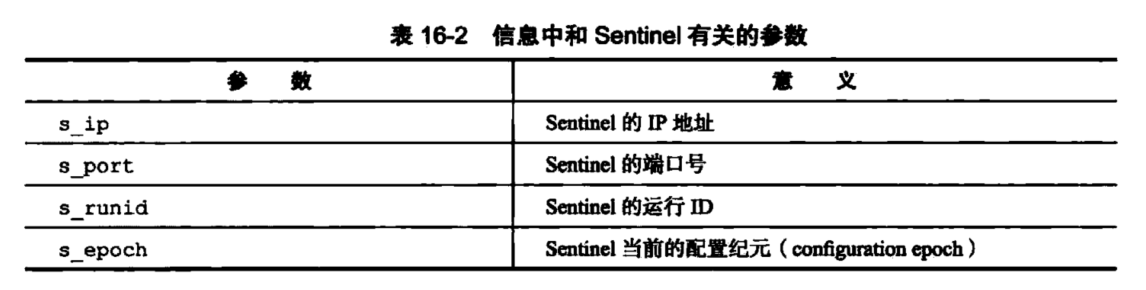 表 16-2 信息中和 Sentinel 有关的参数
参 数 意 义
s_ip Sentinel 的 IP 地址
s_port Sentinel 的端口号
s_runid Sentinel 的运行 ID
s_epoch Sentinel 当前的配置纪元（configuration epoch）